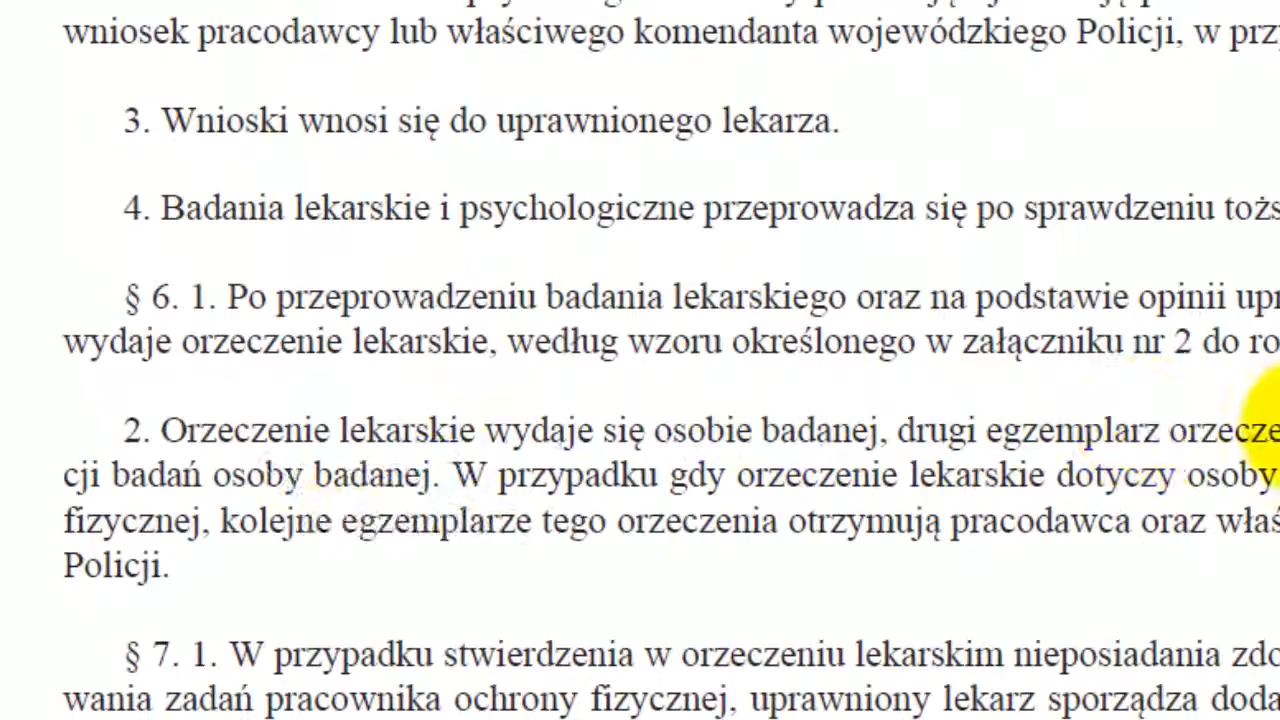 wniosek pracodawcy lub właściwego komendanta wojewódzkiego Policji, w prz
3. Wnioski wnosi się do uprawnionego lekarza.
4. Badania lekarskie i psychologiczne przeprowadza się po sprawdzeniu tożs
§ 6. 1. Po przeprowadzeniu badania lekarskiego oraz na podstawie opinii upr
wydaje orzeczenie lekarskie, według wzoru określonego w załączniku nr 2 do ro
2. Orzeczenie lekarskie wydaje się osobie badanej, drugi egzemplarz orzecze
cji badań osoby badanej. W przypadku gdy orzeczenie lekarskie dotyczy osoby
fizycznej, kolejne egzemplarze tego orzeczenia otrzymują pracodawca oraz właś
Policji.
§ 7. 1. W przypadku stwierdzenia w orzeczeniu lekarskim nieposiadania zdo
wania zadań pracownika ochrony fizycznej, uprawniony lekarz sporządza doda